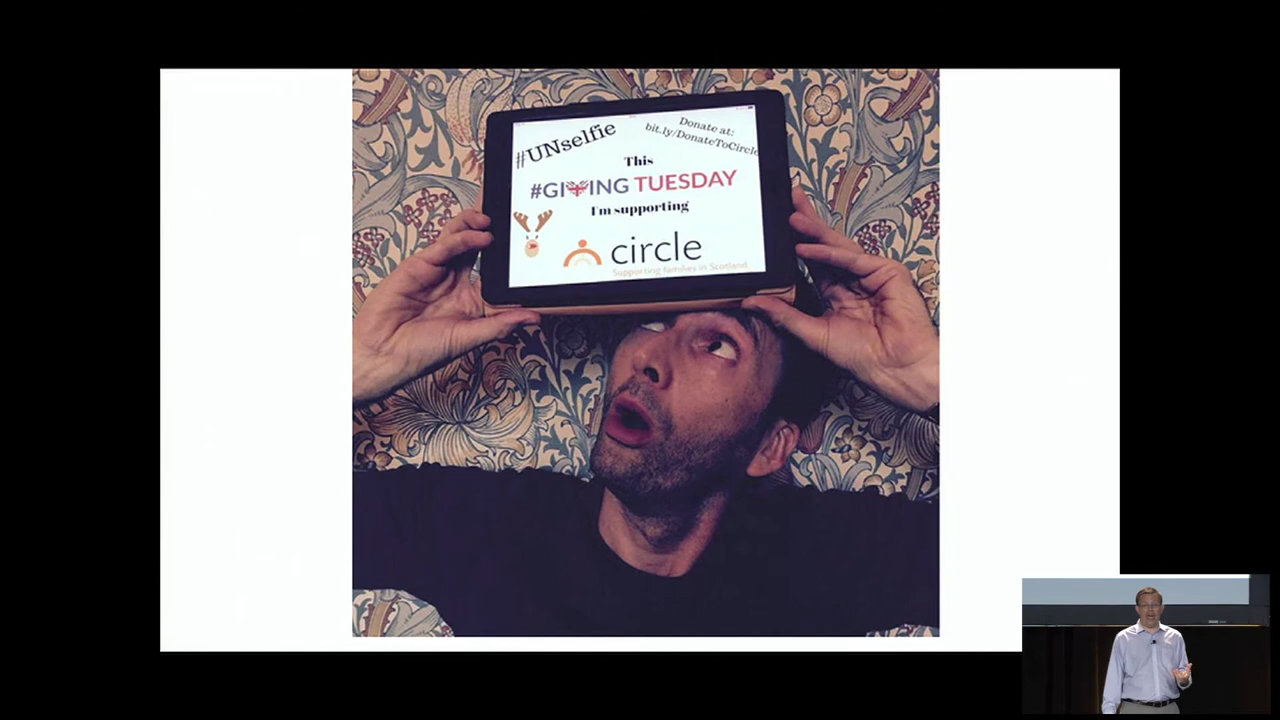 #UNselfie
Donate at:
bit.ly/DonateToCircle
This
#GIVING TUESDAY
I'm supporting
circle
Supporting families in Scotland